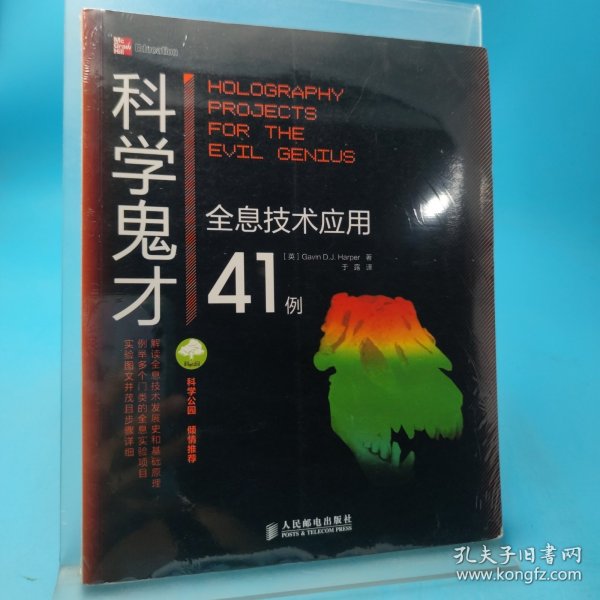 Mc
Graw
Hill
Education
科学鬼才
HOLOGRAPHY
PROJECTS
FOR THE
EVIL GENIUS
全息技术应用
[英] Gavin D.J. Harper 著
于露 译
41例
解读全息技术发展史和基础原理
例举多个门类的全息实验项目
实验图文并茂且步骤详细
科学公园 倾情推荐
人民邮电出版社
POSTS & TELECOM PRESS
孔夫子旧书网
www.kongfz.com